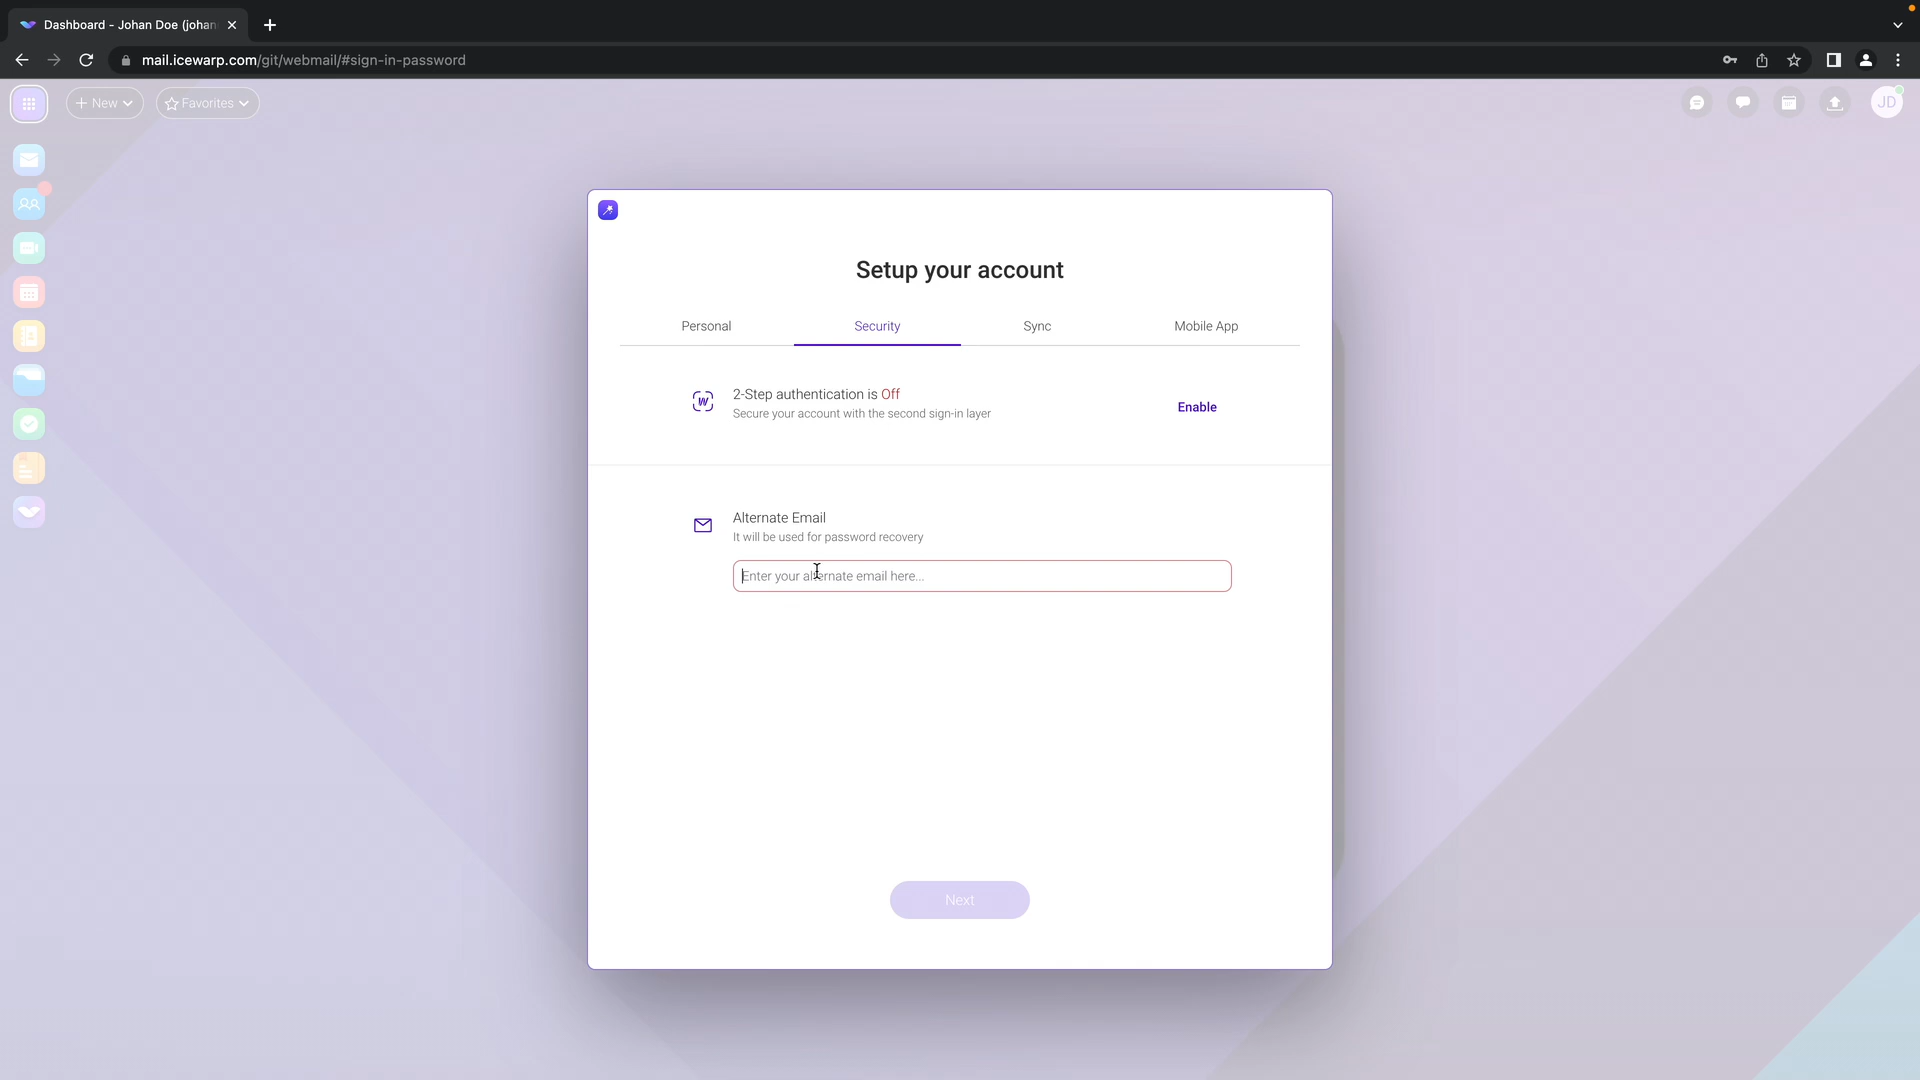 Dashboard - Johan Doe (johan
mail.icewarp.com/git/webmail/#sign-in-password
New
Favorites
JD
Setup your account
Personal
Security
Sync
Mobile App
2-Step authentication is Off
Secure your account with the second sign-in layer
Enable
Alternate Email
It will be used for password recovery
Enter your alternate email here...
Next